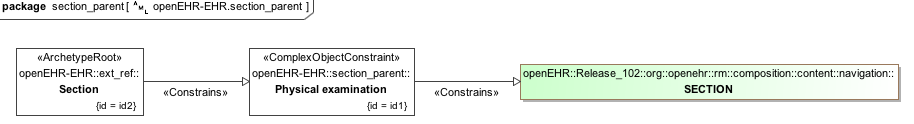 package section_parent [ AML openEHR-EHR.section_parent ]
«ArchetypeRoot»
openEHR-EHR::ext_ref::
Section
{id = id2}
«Constrains»
«ComplexObjectConstraint»
openEHR-EHR::section_parent::
Physical examination
{id = id1}
«Constrains»
openEHR::Release_102::org::openehr::rm::composition::content::navigation::
SECTION